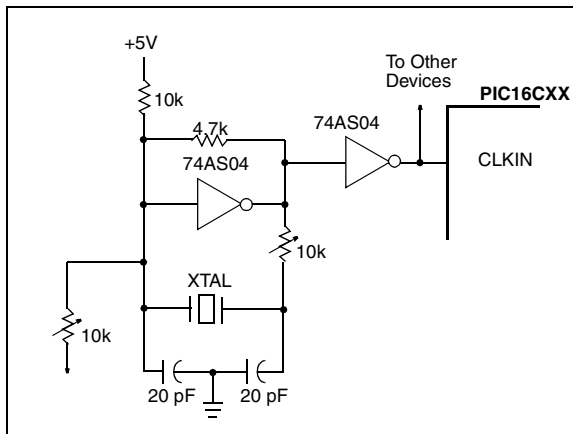 +5V
To Other
Devices
PIC16CXX
10k
4.7k
74AS04
74AS04
CLKIN
10k
XTAL
10k
20 pF
20 pF